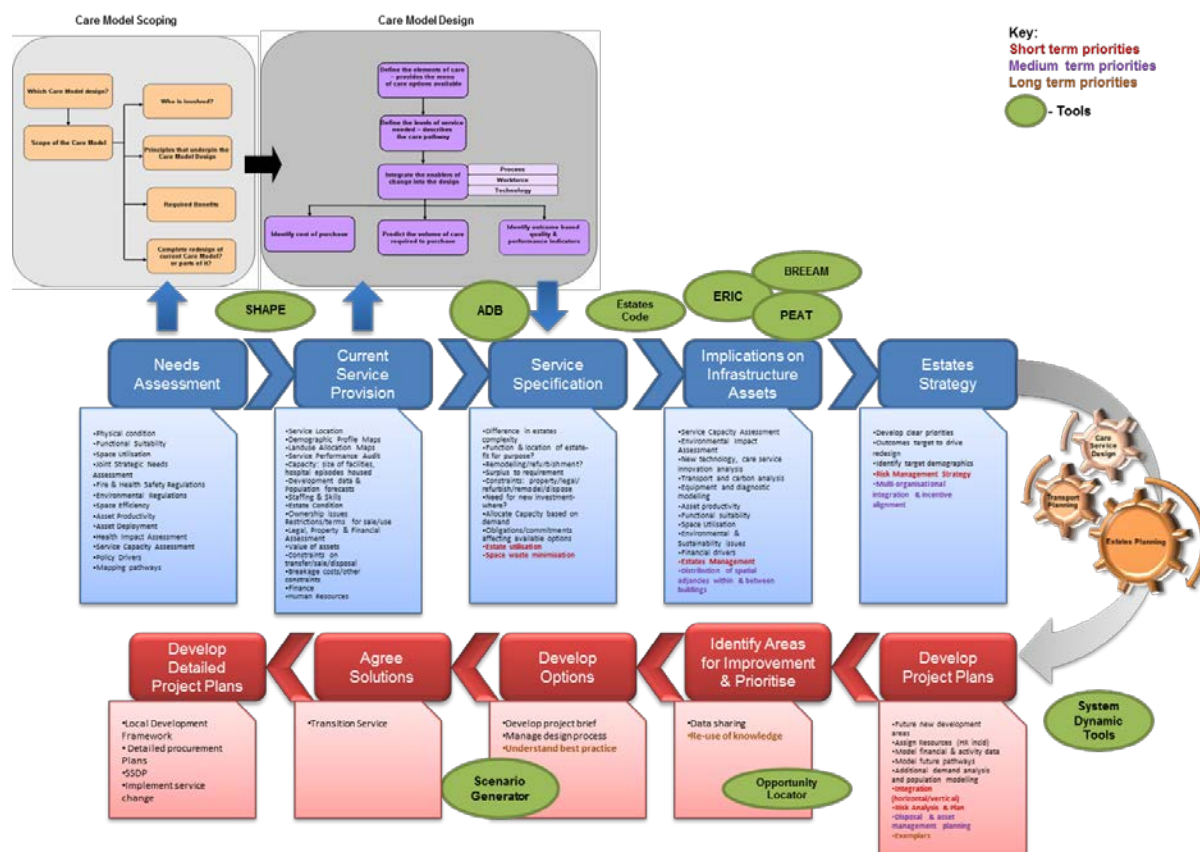 Care Model Scoping
Care Model Design
Key:
Short term priorities
Medium term priorities
Long term priorities
- Tools
Which Care Model design?
Scope of the Care Model
Who is involved?
Principles that underpin the
Care Model Design
Required Benefits
Complete redesign of
current Care Model?
or parts of it?
Define the elements of care
– provides the menu
of care options available
Define the levels of service
needed – describes
the care pathway
Integrate the enablers of
change into the design
Process
Workforce
Technology
Identify cost of purchase
Predict the volume of care
required to purchase
Identify outcome based
quality &
performance indicators
SHAPE
ADB
Estates
Code
ERIC
BREEAM
PEAT
Needs
Assessment
•Physical condition
•Functional Suitability
•Space Utilisation
•Joint Strategic Needs
Assessment
•Fire & Health Safety Regulations
•Environmental Regulations
•Space Efficiency
•Asset Productivity
•Asset Deployment
•Health Impact Assessment
•Service Capacity Assessment
•Policy Drivers
•Mapping pathways
Current
Service
Provision
•Service Location
•Demographic Profile Maps
•Landuse Allocation Maps
•Service Performance Audit
•Capacity: size of facilities,
hospital episodes housed
•Development data &
Population forecasts
•Staffing & Skills
•Estate Condition
•Ownership issues
Restrictions/terms for sale/use
•Legal, Property & Financial
Assessment
•Value of assets
•Constraints on
transfer/sale/disposal
•Breakage costs/other
constraints
•Finance
•Human Resources
Service
Specification
•Difference in estates
complexity
•Function & location of estate-
fit for purpose?
•Remodeling/refurbishment?
•Surplus to requirement
•Constraints: property/legal/
refurbish/remodel/dispose
•Need for new investment-
where?
•Allocate Capacity based on
demand
•Obligations/commitments
affecting available options
•Estate utilisation
•Space waste minimisation
Implications on
Infrastructure
Assets
•Service Capacity Assessment
•Environmental Impact
Assessment
•New technology, care service
innovation analysis
•Transport and carbon analysis
•Equipment and diagnostic
modelling
•Asset productivity
•Functional suitability
•Space Utilisation
•Environmental &
Sustainability issues
•Financial drivers
•Estates Management
•Distribution of spatial
adjancies within & between
buildings
Estates
Strategy
•Develop clear priorities
•Outcomes target to drive
redesign
•Identify target demographics
•Risk Management Strategy
•Multi-organisational
integration & incentive
alignment
Care Service
Design
Transport
Planning
Estates Planning
Develop
Detailed
Project Plans
•Local Development
Framework
• Detailed procurement
Plans
•SSDP
•Implement service
change
Agree
Solutions
•Transition Service
Develop
Options
•Develop project brief
•Manage design process
•Understand best practice
Scenario
Generator
Identify Areas
for Improvement
& Prioritise
•Data sharing
•Re-use of knowledge
Opportunity
Locator
Develop
Project Plans
•Future new development
areas
•Assign Resources (HR incld)
•Model financial & activity data
•Model future pathways
•Additional demand analysis
and population modelling
•Integration
(horizontal/vertical)
•Risk Analysis & Plan
•Disposal & asset
management planning
•Exemplars
System
Dynamic
Tools